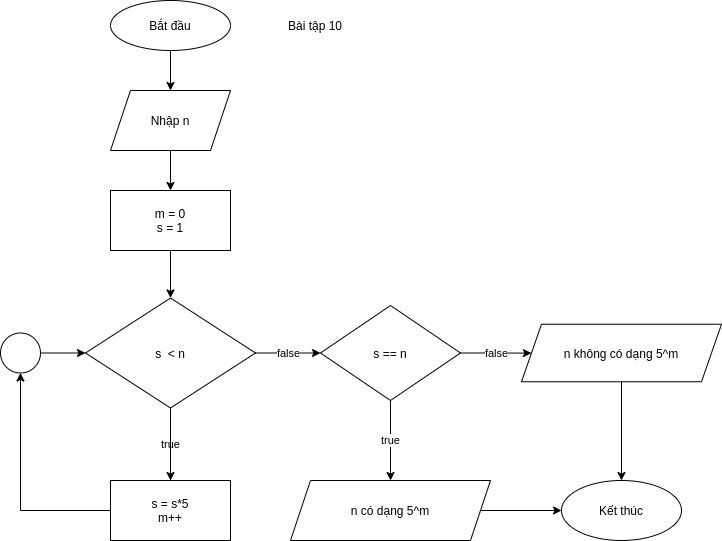 Bắt đầu
Bài tập 10
Nhập n
m = 0
s = 1
s < n
false
s == n
false
n không có dạng 5^m
true
true
s = s*5
m++
n có dạng 5^m
Kết thúc